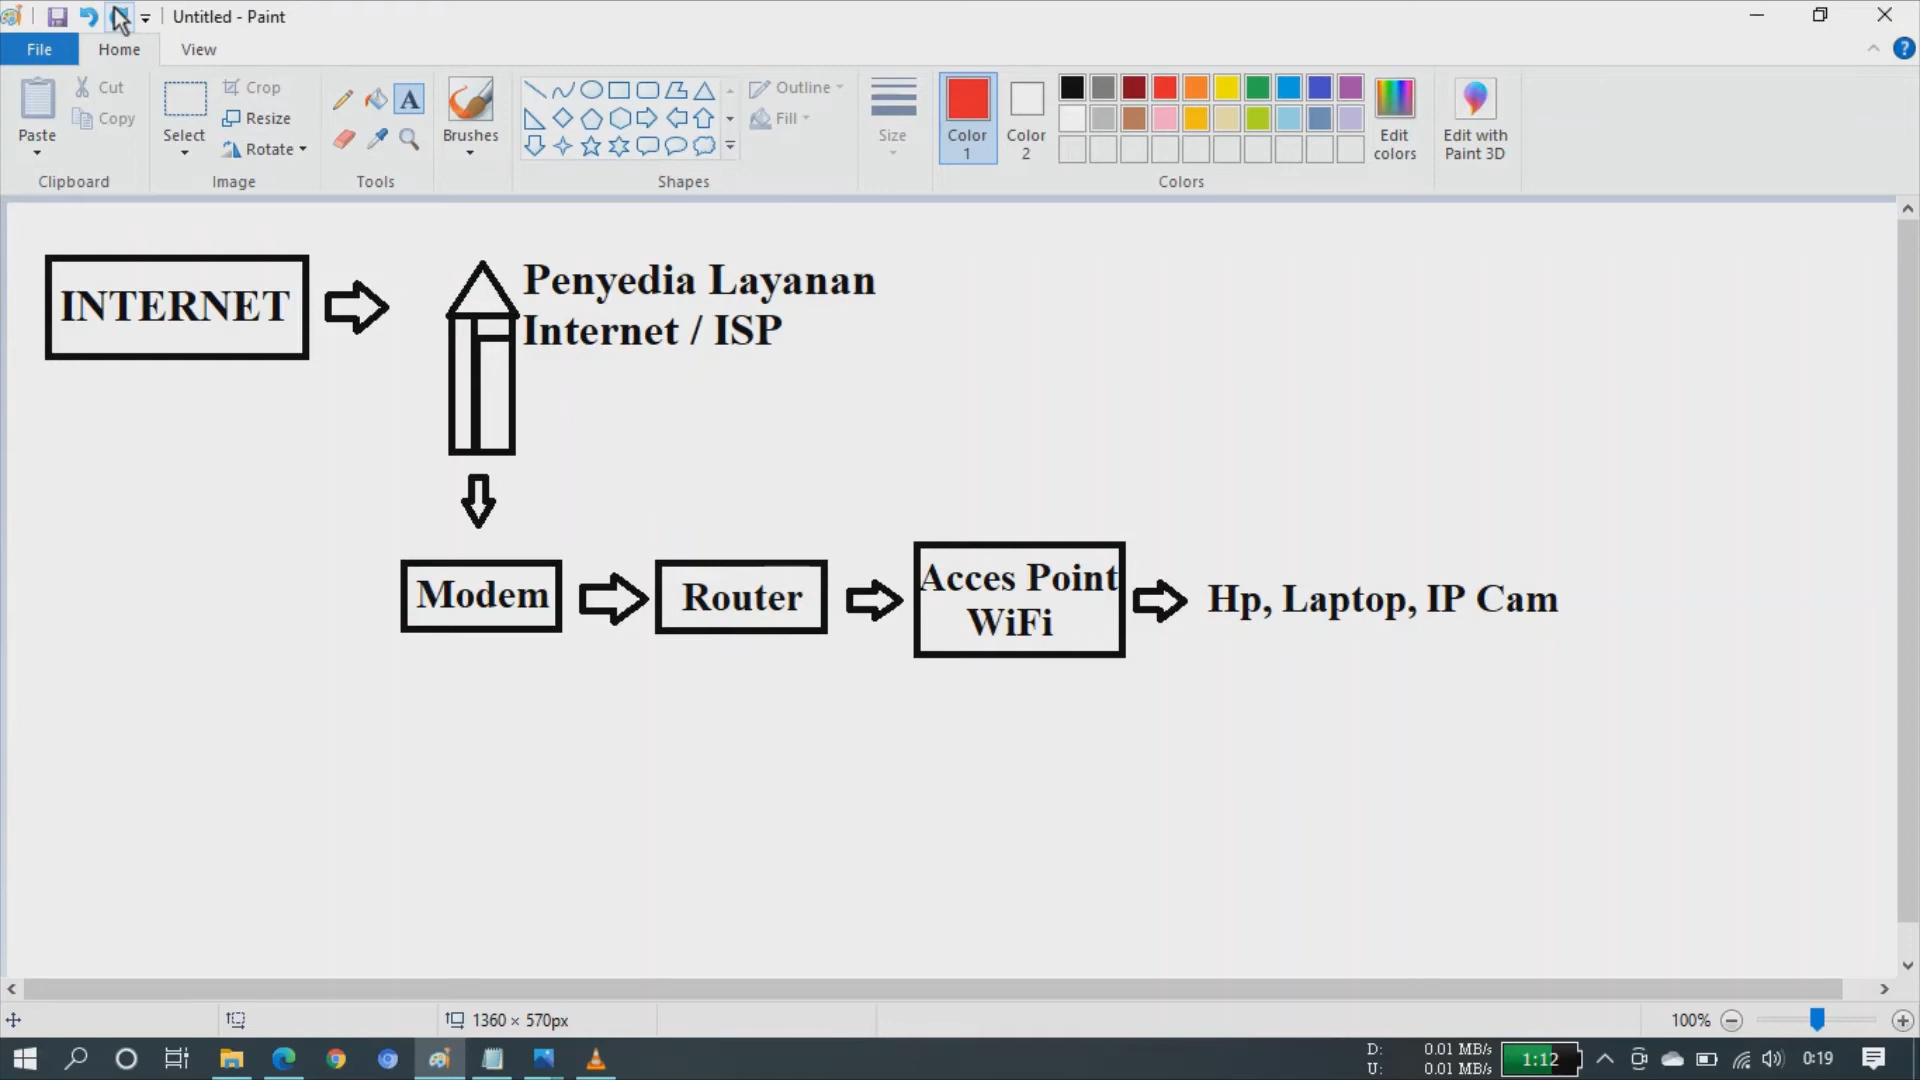 Untitled - Paint
File
Home
View
Paste
Cut
Copy
Clipboard
Select
Crop
Resize
Rotate
Image
A
Tools
Brushes
Shapes
Outline
Fill
Size
Color 1
Color 2
Colors
Edit colors
Edit with Paint 3D
INTERNET
Penyedia Layanan
Internet / ISP
Modem
Router
Acces Point
WiFi
Hp, Laptop, IP Cam
1360 × 570px
100%
D: 0.01 MB/s
U: 0.01 MB/s
1:12
0:19